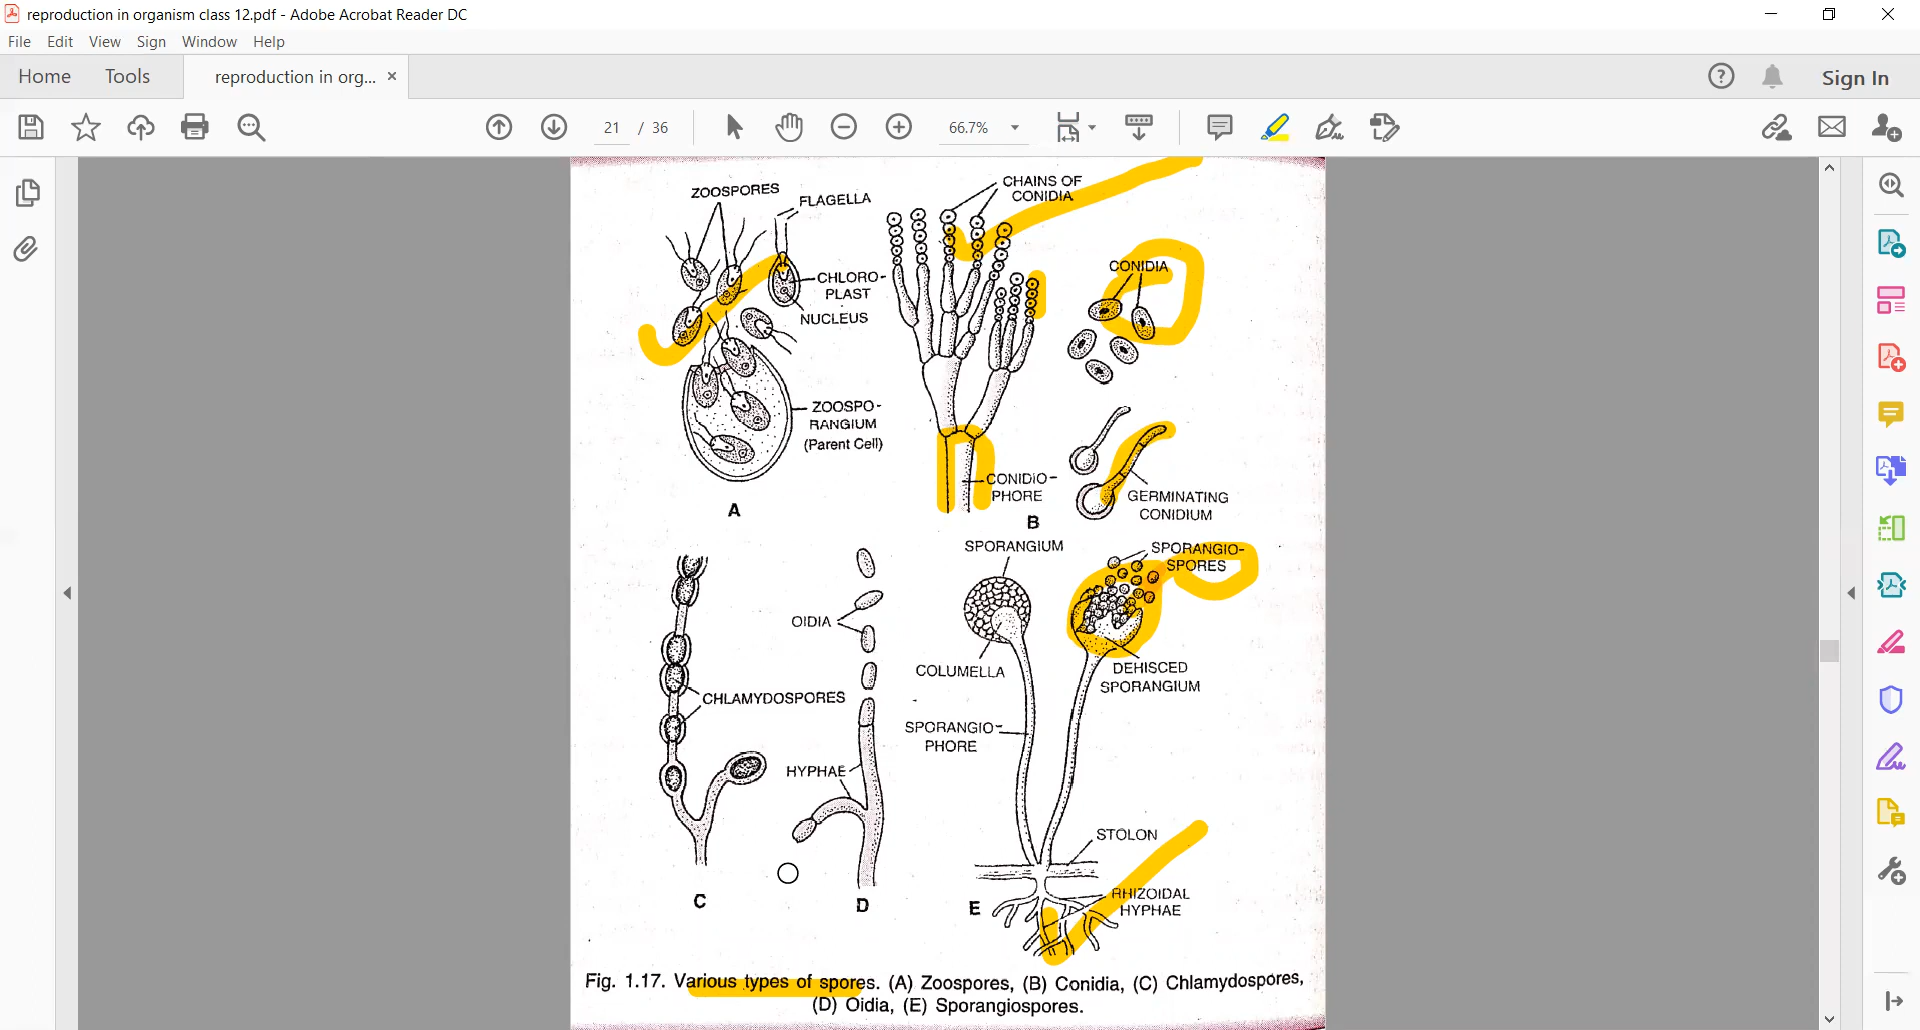 reproduction in organism class 12.pdf - Adobe Acrobat Reader DC
File Edit View Sign Window Help
Home Tools reproduction in org... ×
Sign In
21 / 36
66.7%
ZOOSPORES
FLAGELLA
CHLORO-
PLAST
NUCLEUS
ZOOSPO-
RANGIUM
(Parent Cell)
A
CHAINS OF
CONIDIA
CONIDIA
CONIDIO-
PHORE
GERMINATING
CONIDIUM
B
CHLAMYDOSPORES
C
OIDIA
HYPHAE
D
SPORANGIUM
SPORANGIO-
SPORES
COLUMELLA
DEHISCED
SPORANGIUM
SPORANGIO-
PHORE
STOLON
RHIZOIDAL
HYPHAE
E
Fig. 1.17. Various types of spores. (A) Zoospores, (B) Conidia, (C) Chlamydospores,
(D) Oidia, (E) Sporangiospores.